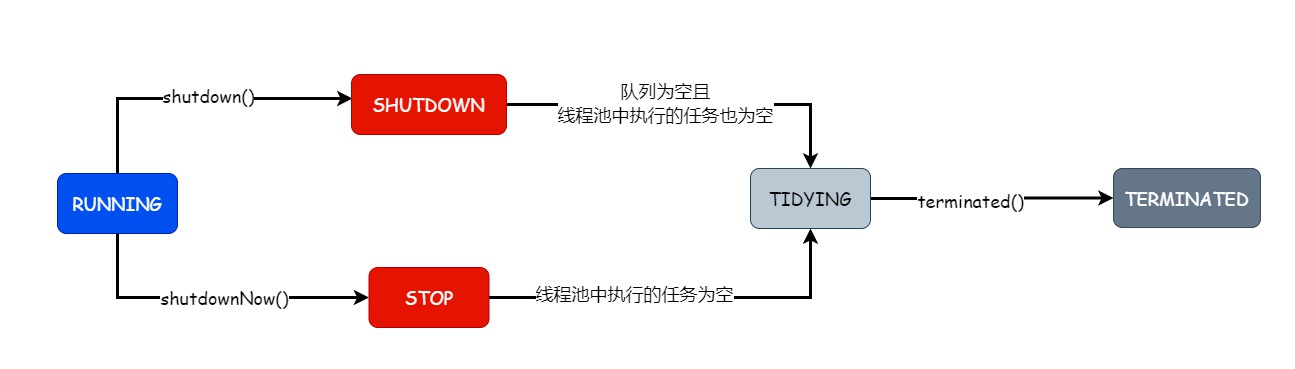 shutdown()
SHUTDOWN
队列为空且
线程池中执行的任务也为空
RUNNING
TIDYING
terminated()
TERMINATED
shutdownNow()
STOP
线程池中执行的任务为空